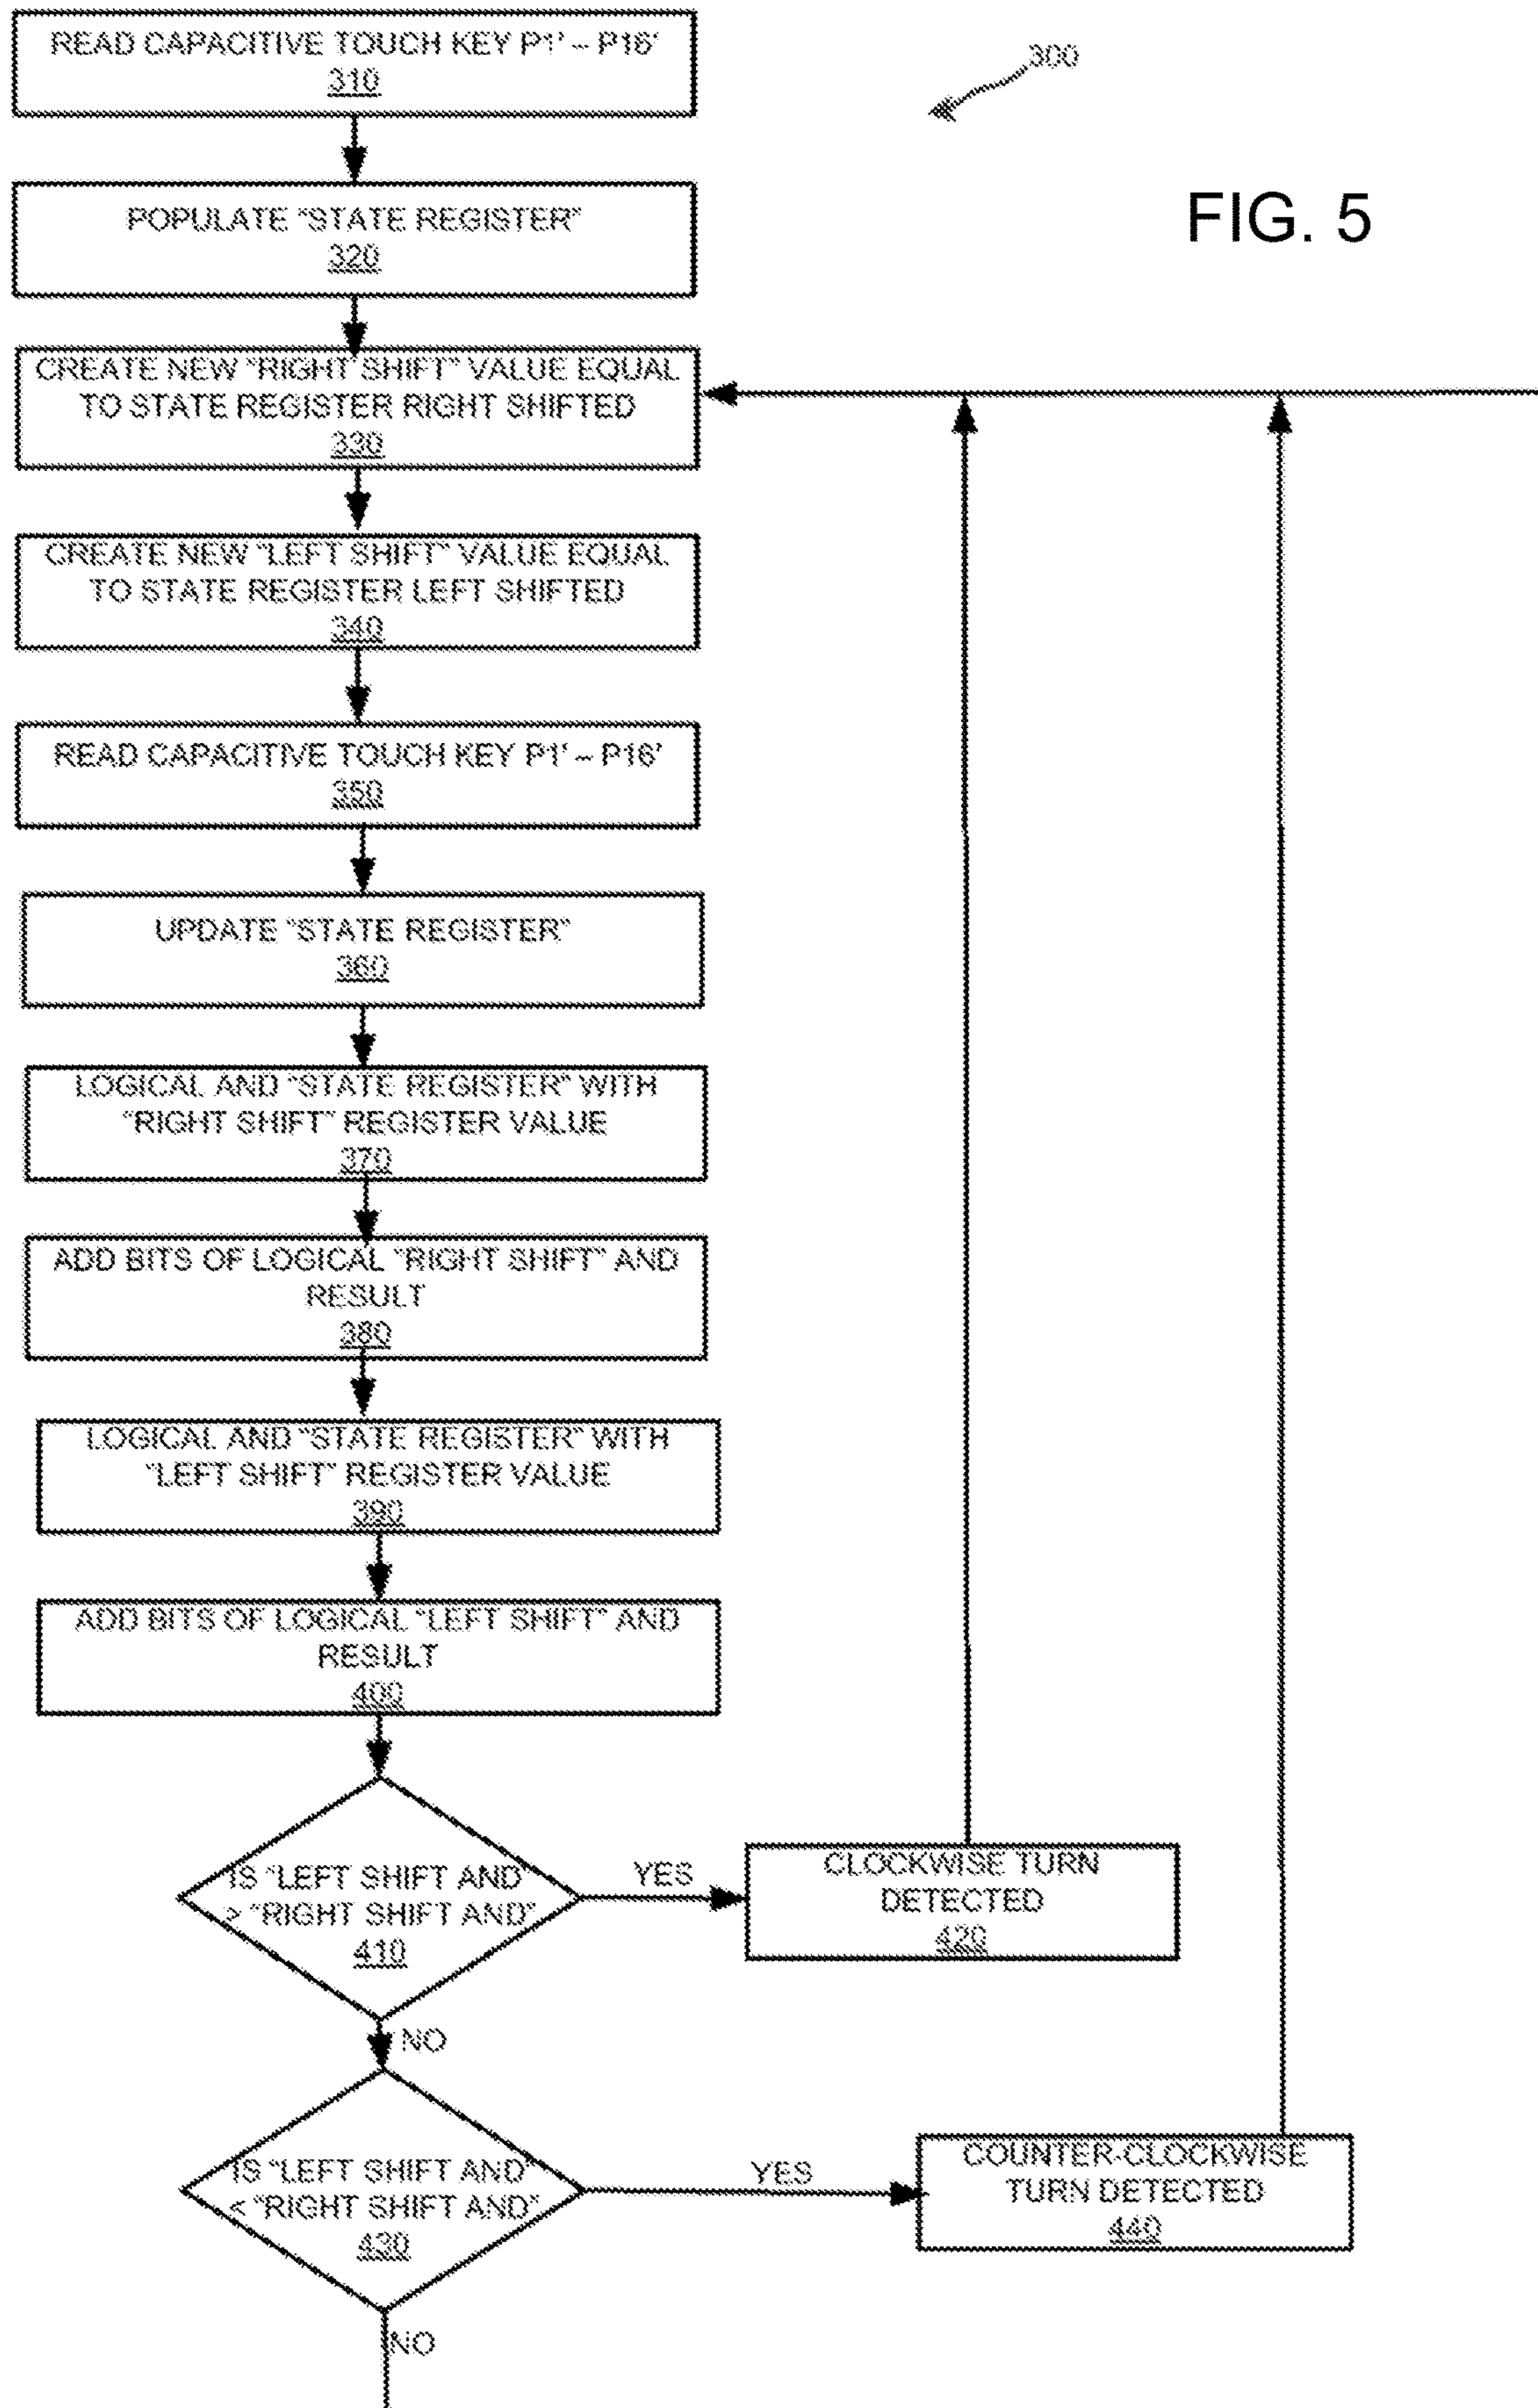 READ CAPACITIVE TOUCH KEY P1' – P16'
310
300
FIG. 5
POPULATE "STATE REGISTER"
320
CREATE NEW "RIGHT SHIFT" VALUE EQUAL
TO STATE REGISTER RIGHT SHIFTED
330
CREATE NEW "LEFT SHIFT" VALUE EQUAL
TO STATE REGISTER LEFT SHIFTED
340
READ CAPACITIVE TOUCH KEY P1' – P16'
350
UPDATE "STATE REGISTER"
360
LOGICAL AND "STATE REGISTER" WITH
"RIGHT SHIFT" REGISTER VALUE
370
ADD BITS OF LOGICAL "RIGHT SHIFT" AND
RESULT
380
LOGICAL AND "STATE REGISTER" WITH
"LEFT SHIFT" REGISTER VALUE
390
ADD BITS OF LOGICAL "LEFT SHIFT" AND
RESULT
400
IS "LEFT SHIFT AND"
> "RIGHT SHIFT AND"
410
YES
CLOCKWISE TURN
DETECTED
420
NO
IS "LEFT SHIFT AND"
< "RIGHT SHIFT AND"
430
YES
COUNTER-CLOCKWISE
TURN DETECTED
440
NO